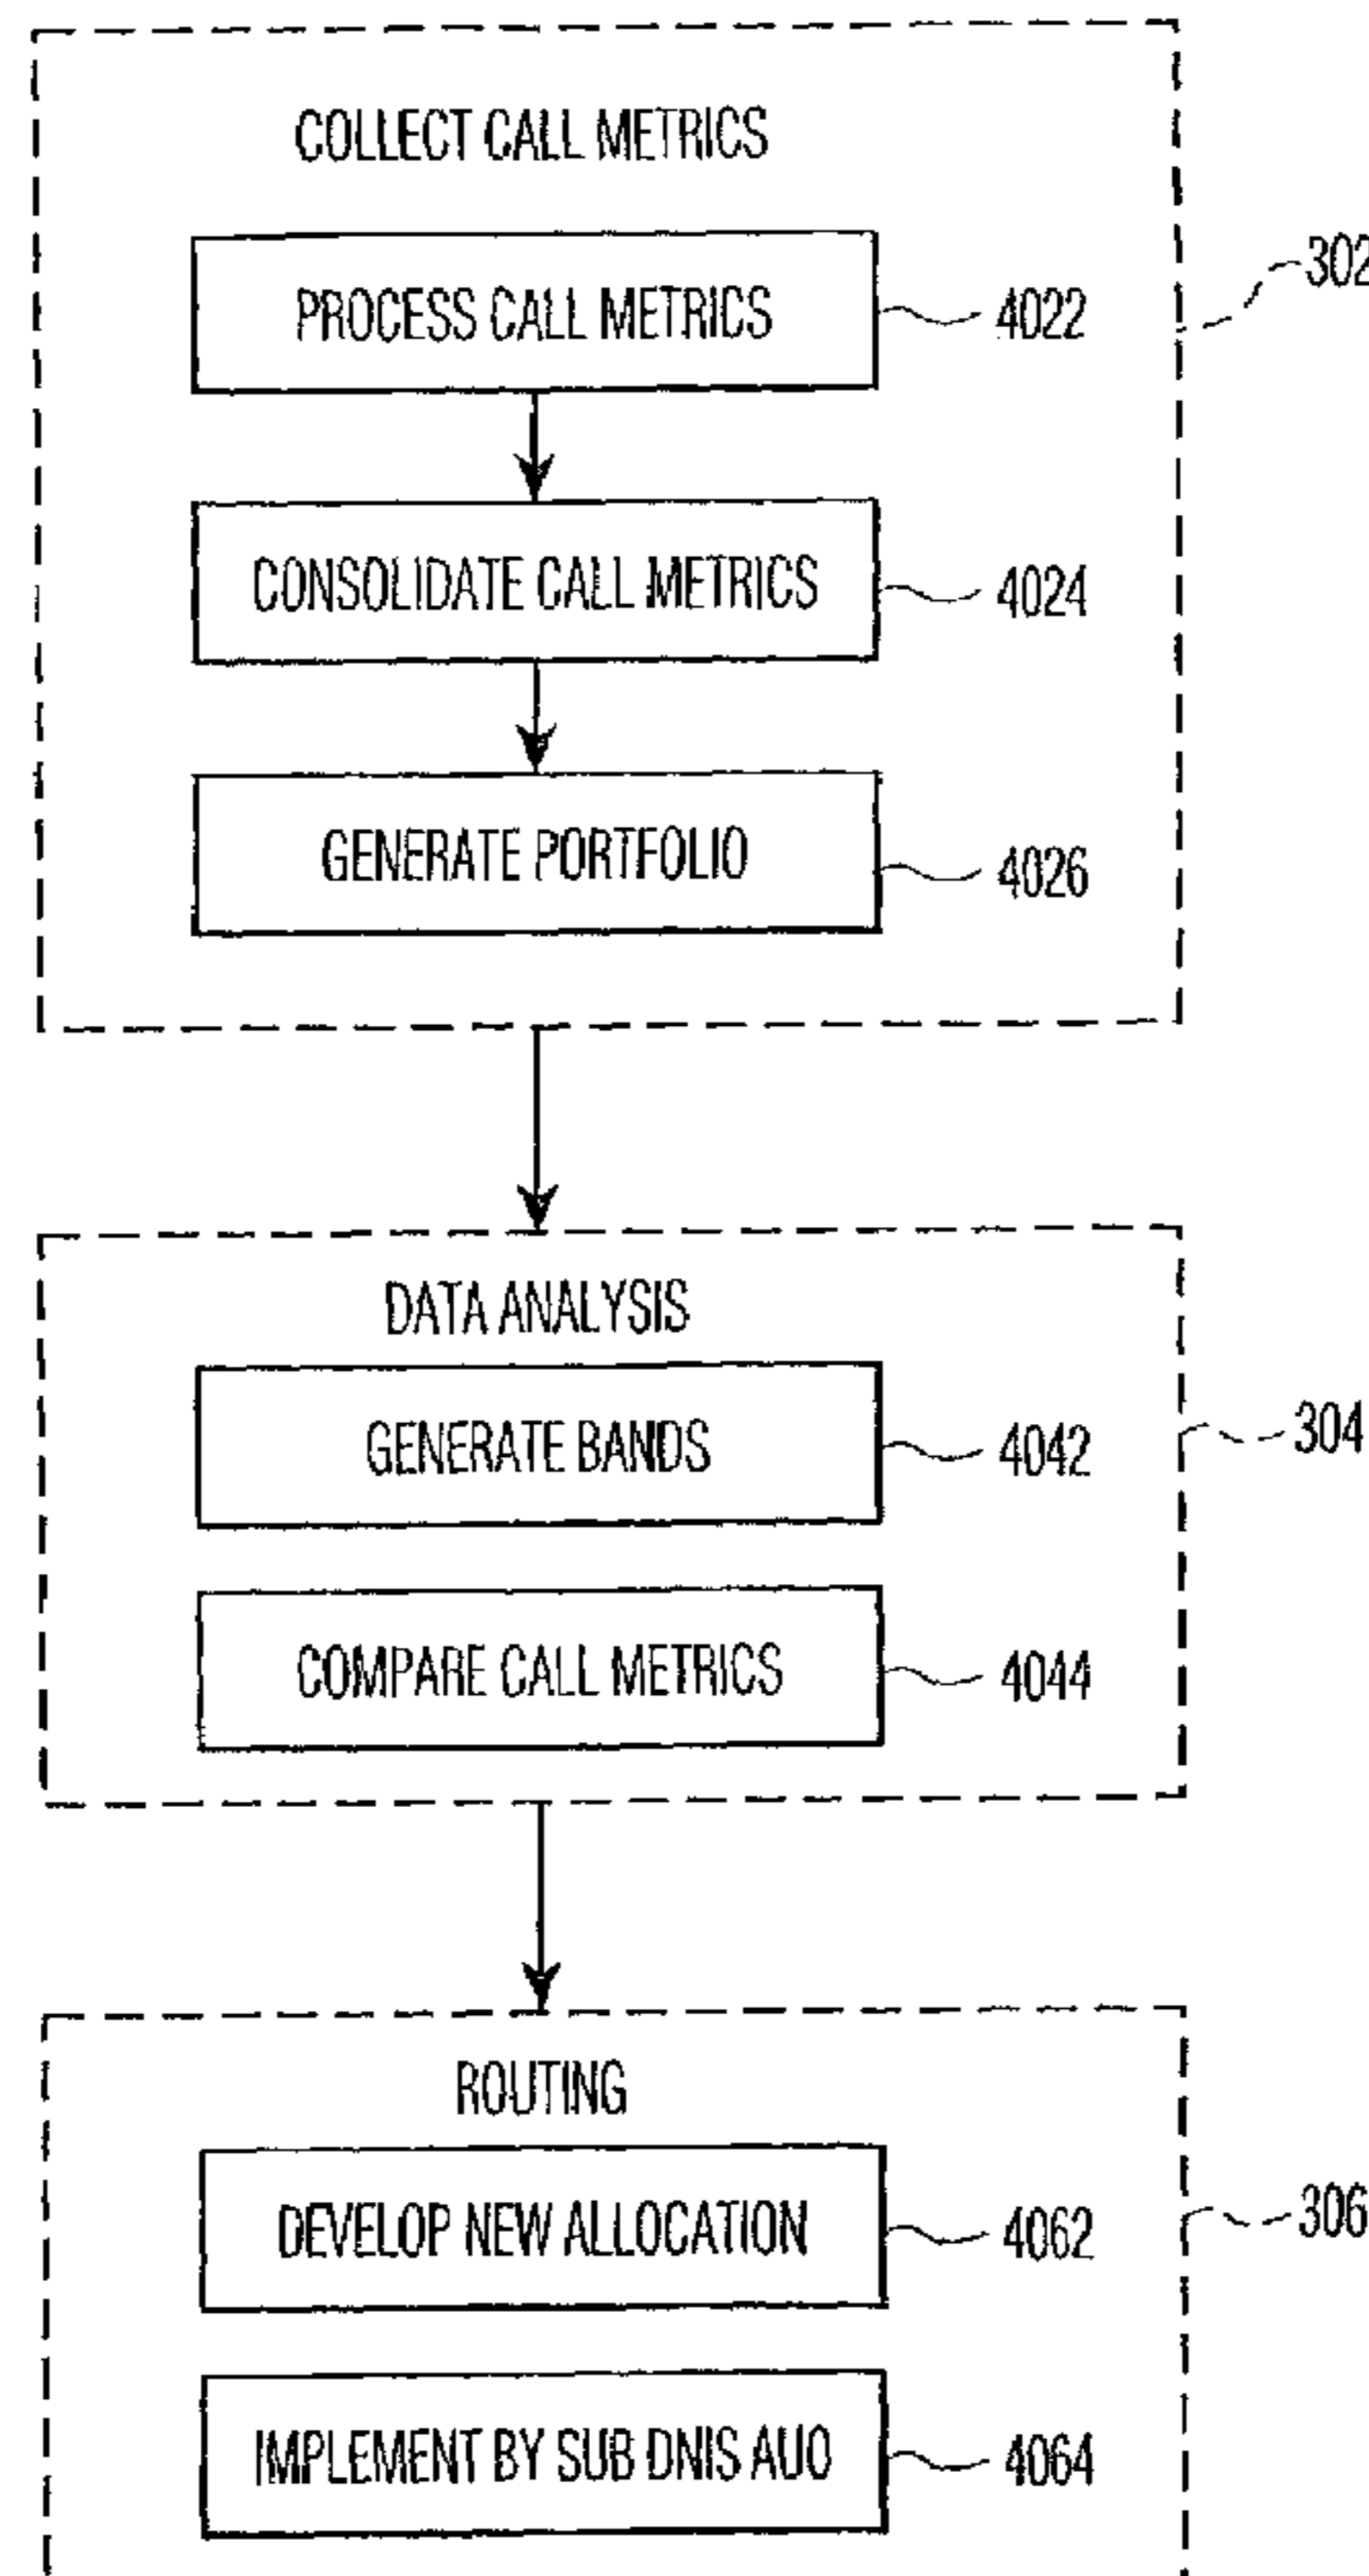 COLLECT CALL METRICS
302
PROCESS CALL METRICS
4022
CONSOLIDATE CALL METRICS
4024
GENERATE PORTFOLIO
4026
DATA ANALYSIS
GENERATE BANDS
4042
304
COMPARE CALL METRICS
4044
ROUTING
DEVELOP NEW ALLOCATION
4062
306
IMPLEMENT BY SUB DNIS AUO
4064